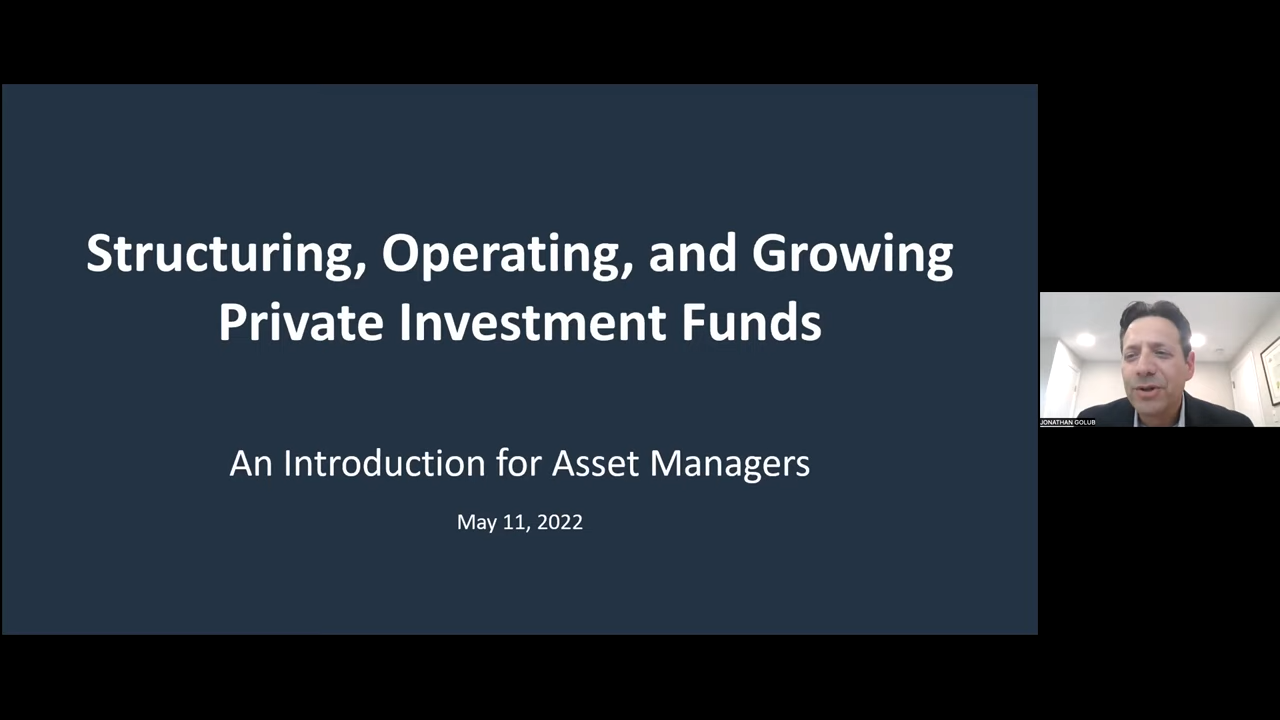 Structuring, Operating, and Growing
Private Investment Funds
An Introduction for Asset Managers
May 11, 2022
JONATHAN GOLUB